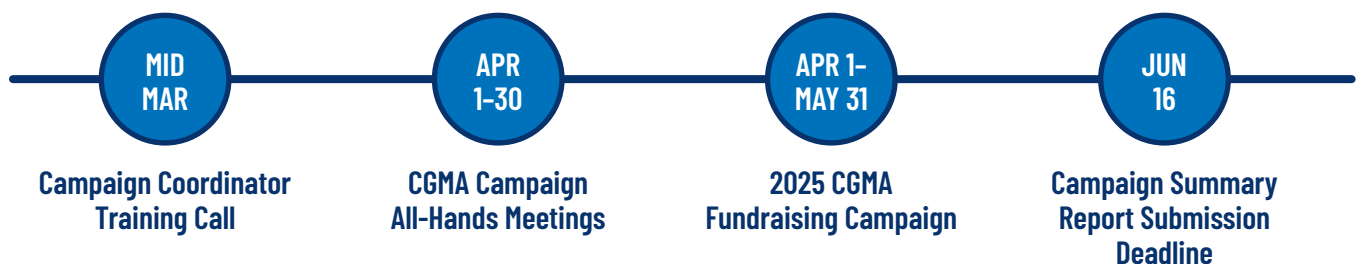 MID
MAR
APR
1-30
APR 1-
MAY 31
JUN
16
Campaign Coordinator
Training Call
CGMA Campaign
All-Hands Meetings
2025 CGMA
Fundraising Campaign
Campaign Summary
Report Submission
Deadline